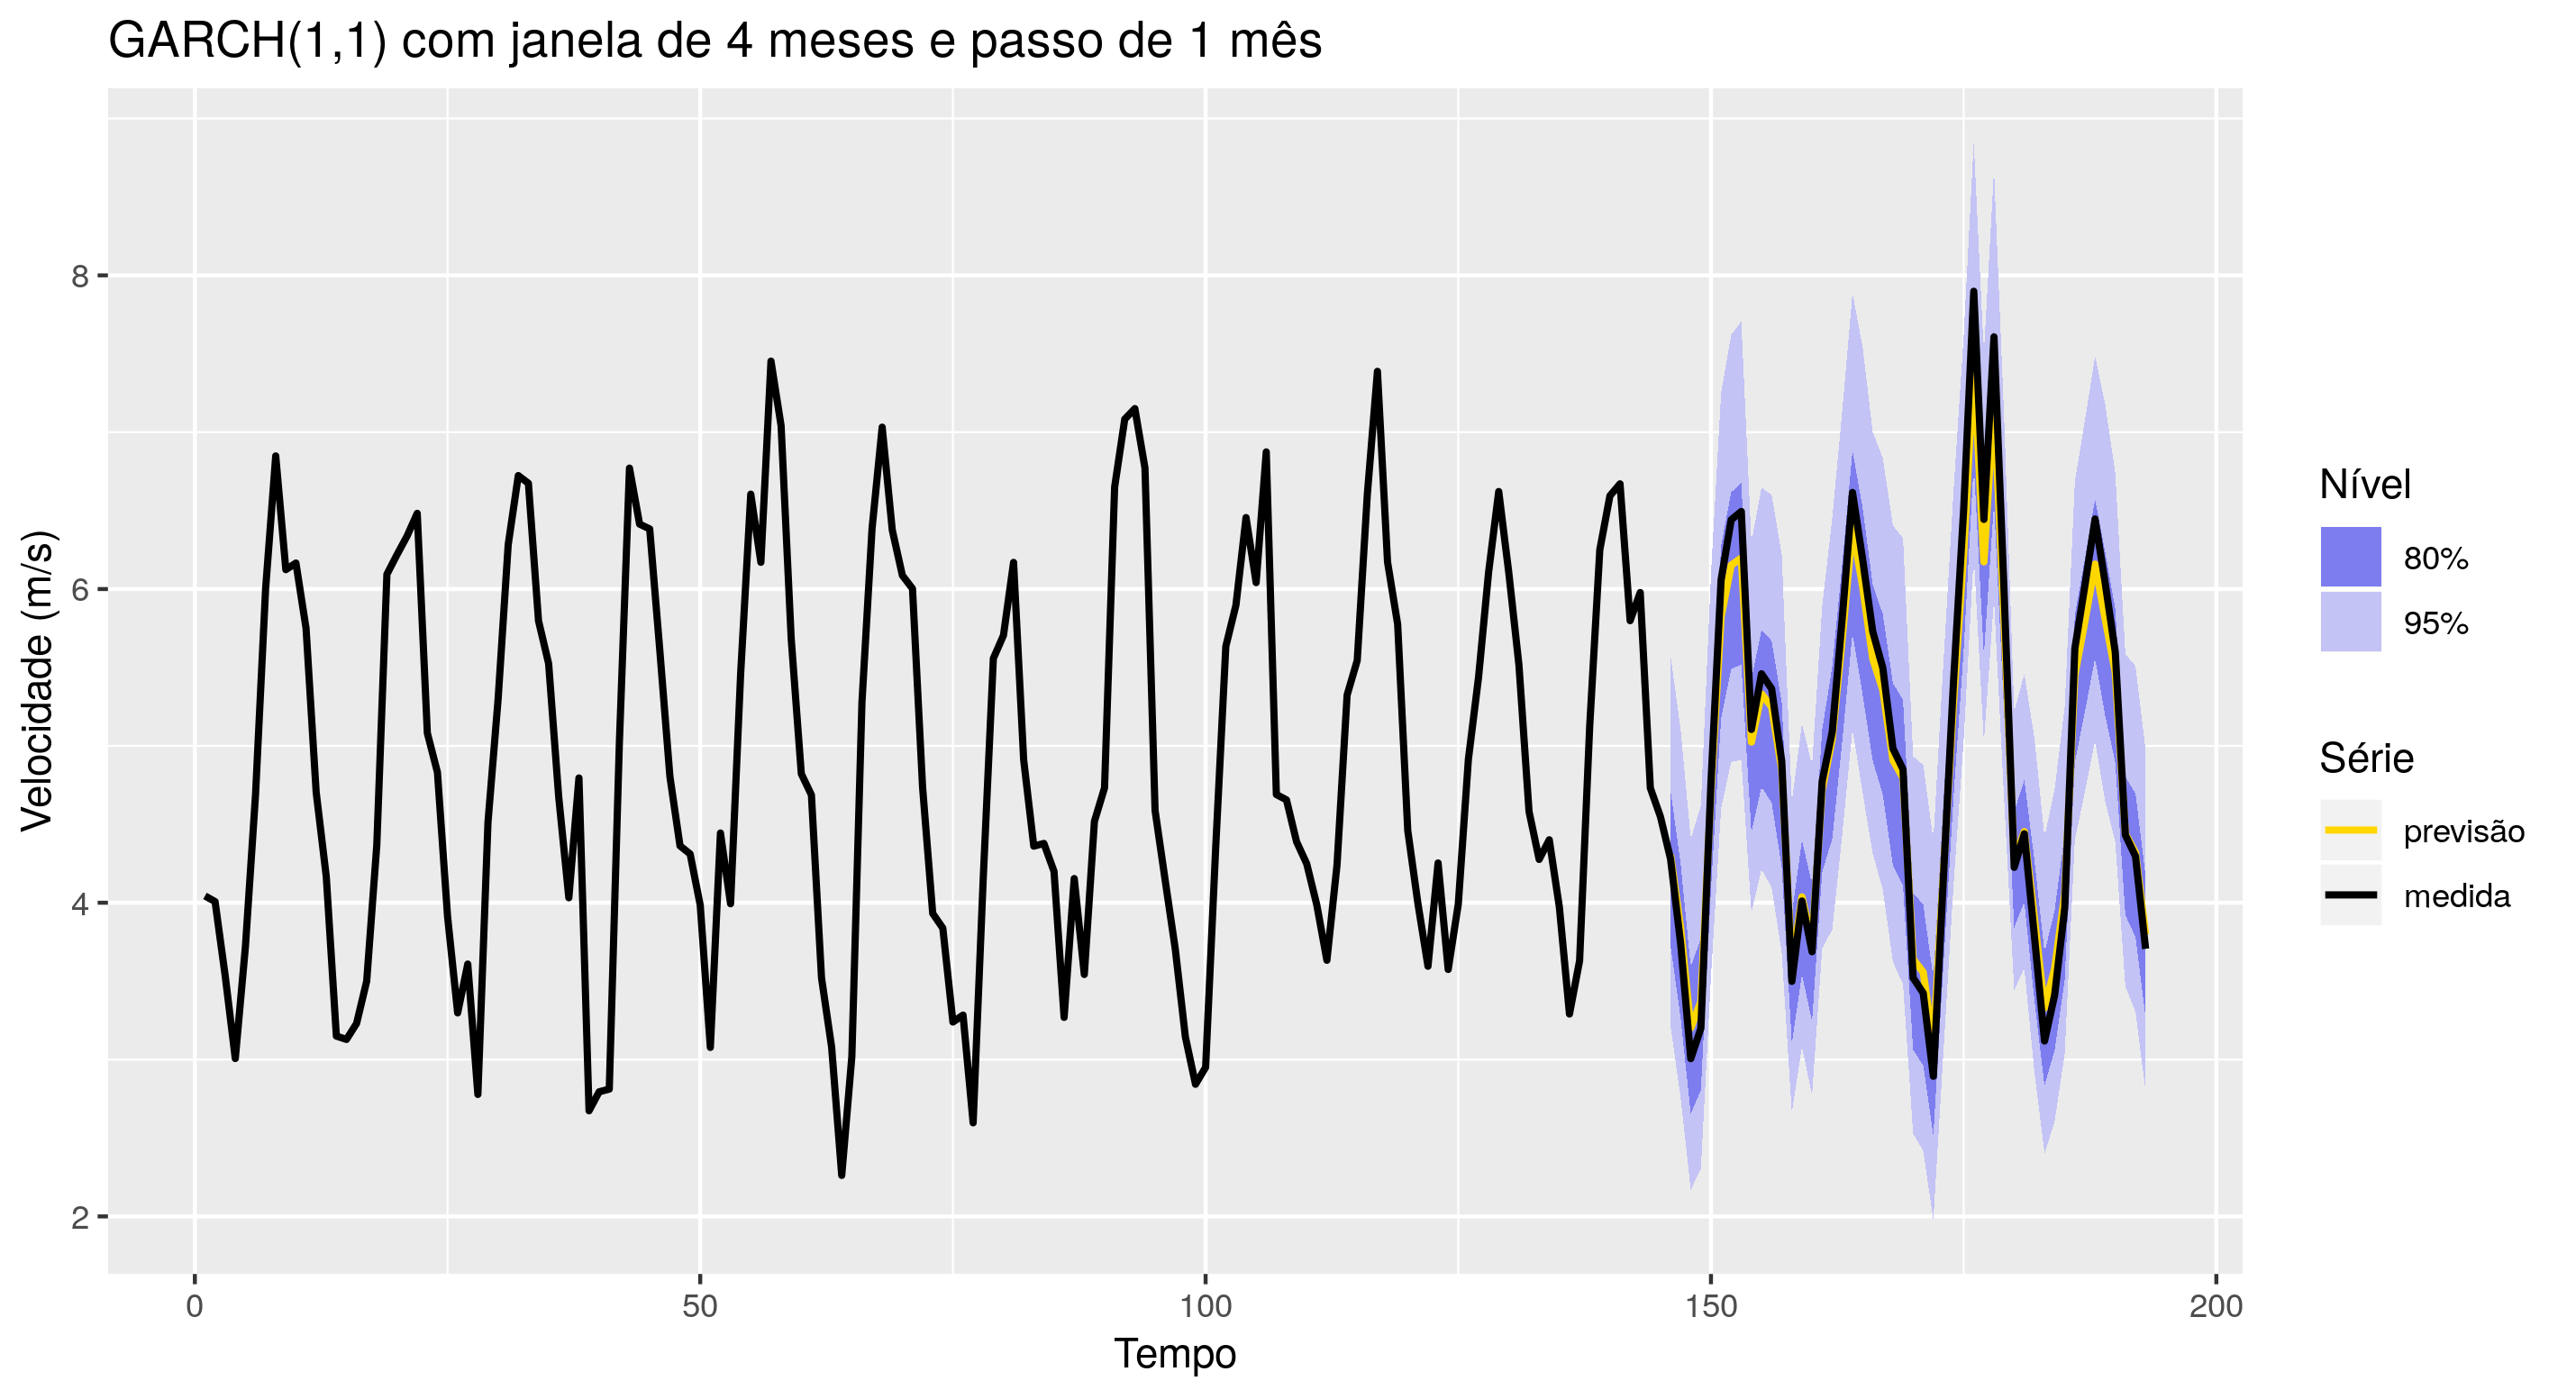 GARCH(1,1) com janela de 4 meses e passo de 1 mês
Velocidade (m/s)
8
6
4
2
0
50
100
150
200
Tempo
Nível
80%
95%
Série
previsão
medida